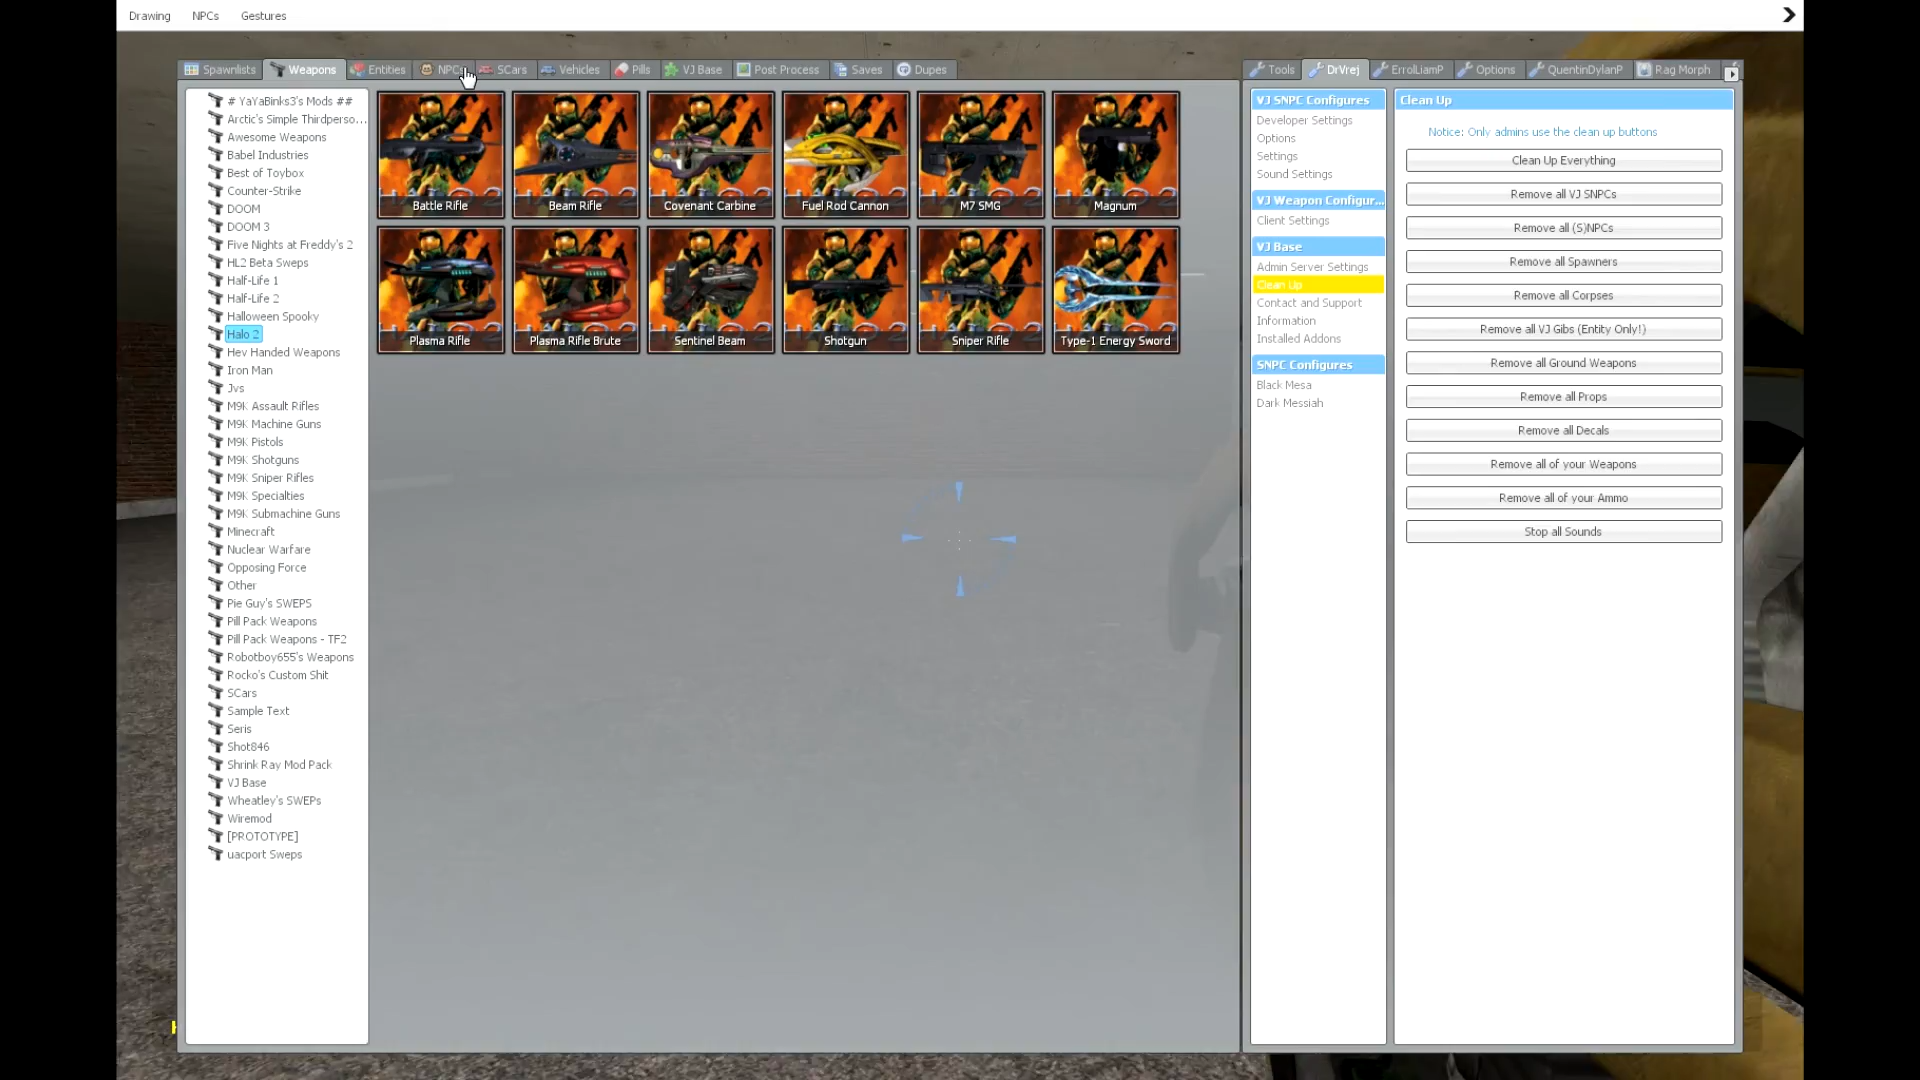 Drawing NPCs Gestures
Spawnlists Weapons Entities NPCs SCars Vehicles Pills VJ Base Post Process Saves Dupes
Tools DrVrej ErrolLiamP Options QuentinDylanP Rag Morph
# YaYaBinks3's Mods ##
Arctic's Simple Thirdperso...
Awesome Weapons
Babel Industries
Best of Toybox
Counter-Strike
DOOM
DOOM 3
Five Nights at Freddy's 2
HL2 Beta Sweps
Half-Life 1
Half-Life 2
Halloween Spooky
Halo 2
Hev Handed Weapons
Iron Man
Jvs
M9K Assault Rifles
M9K Machine Guns
M9K Pistols
M9K Shotguns
M9K Sniper Rifles
M9K Specialties
M9K Submachine Guns
Minecraft
Nuclear Warfare
Opposing Force
Other
Pie Guy's SWEPS
Pill Pack Weapons
Pill Pack Weapons - TF2
Robotboy655's Weapons
Rocko's Custom Shit
SCars
Sample Text
Seris
Shot846
Shrink Ray Mod Pack
VJ Base
Wheatley's SWEPs
Wiremod
[PROTOTYPE]
uacport Sweps
Battle Rifle Beam Rifle Covenant Carbine Fuel Rod Cannon M7 SMG Magnum
Plasma Rifle Plasma Rifle Brute Sentinel Beam Shotgun Sniper Rifle Type-1 Energy Sword
VJ SNPC Configures
Developer Settings
Options
Settings
Sound Settings
VJ Weapon Configur...
Client Settings
VJ Base
Admin Server Settings
Clean Up
Contact and Support
Information
Installed Addons
SNPC Configures
Black Mesa
Dark Messiah
Clean Up
Notice: Only admins use the clean up buttons
Clean Up Everything
Remove all VJ SNPCs
Remove all (S)NPCs
Remove all Spawners
Remove all Corpses
Remove all VJ Gibs (Entity Only!)
Remove all Ground Weapons
Remove all Props
Remove all Decals
Remove all of your Weapons
Remove all of your Ammo
Stop all Sounds